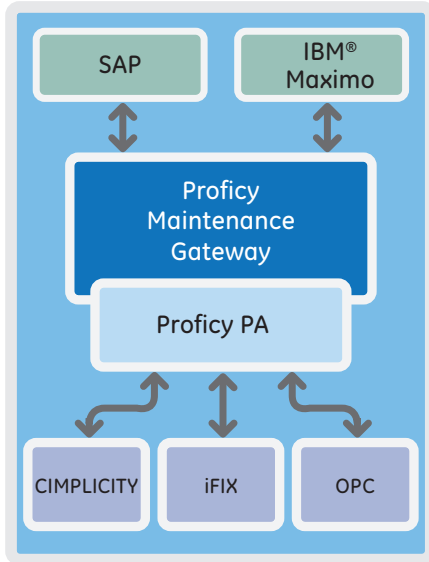 SAP
IBM®
Maximo
Proficy
Maintenance
Gateway
Proficy PA
CIMPLICITY
iFIX
OPC